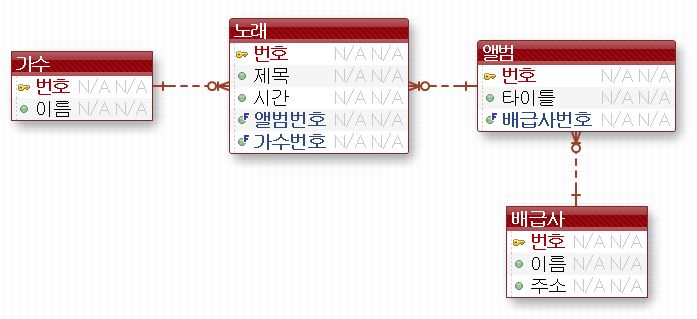 가수
번호 N/A N/A
이름 N/A N/A
노래
번호 N/A N/A
제목 N/A N/A
시간 N/A N/A
앨범번호 N/A N/A
가수번호 N/A N/A
앨범
번호 N/A N/A
타이틀 N/A N/A
배급사번호 N/A N/A
배급사
번호 N/A N/A
이름 N/A N/A
주소 N/A N/A